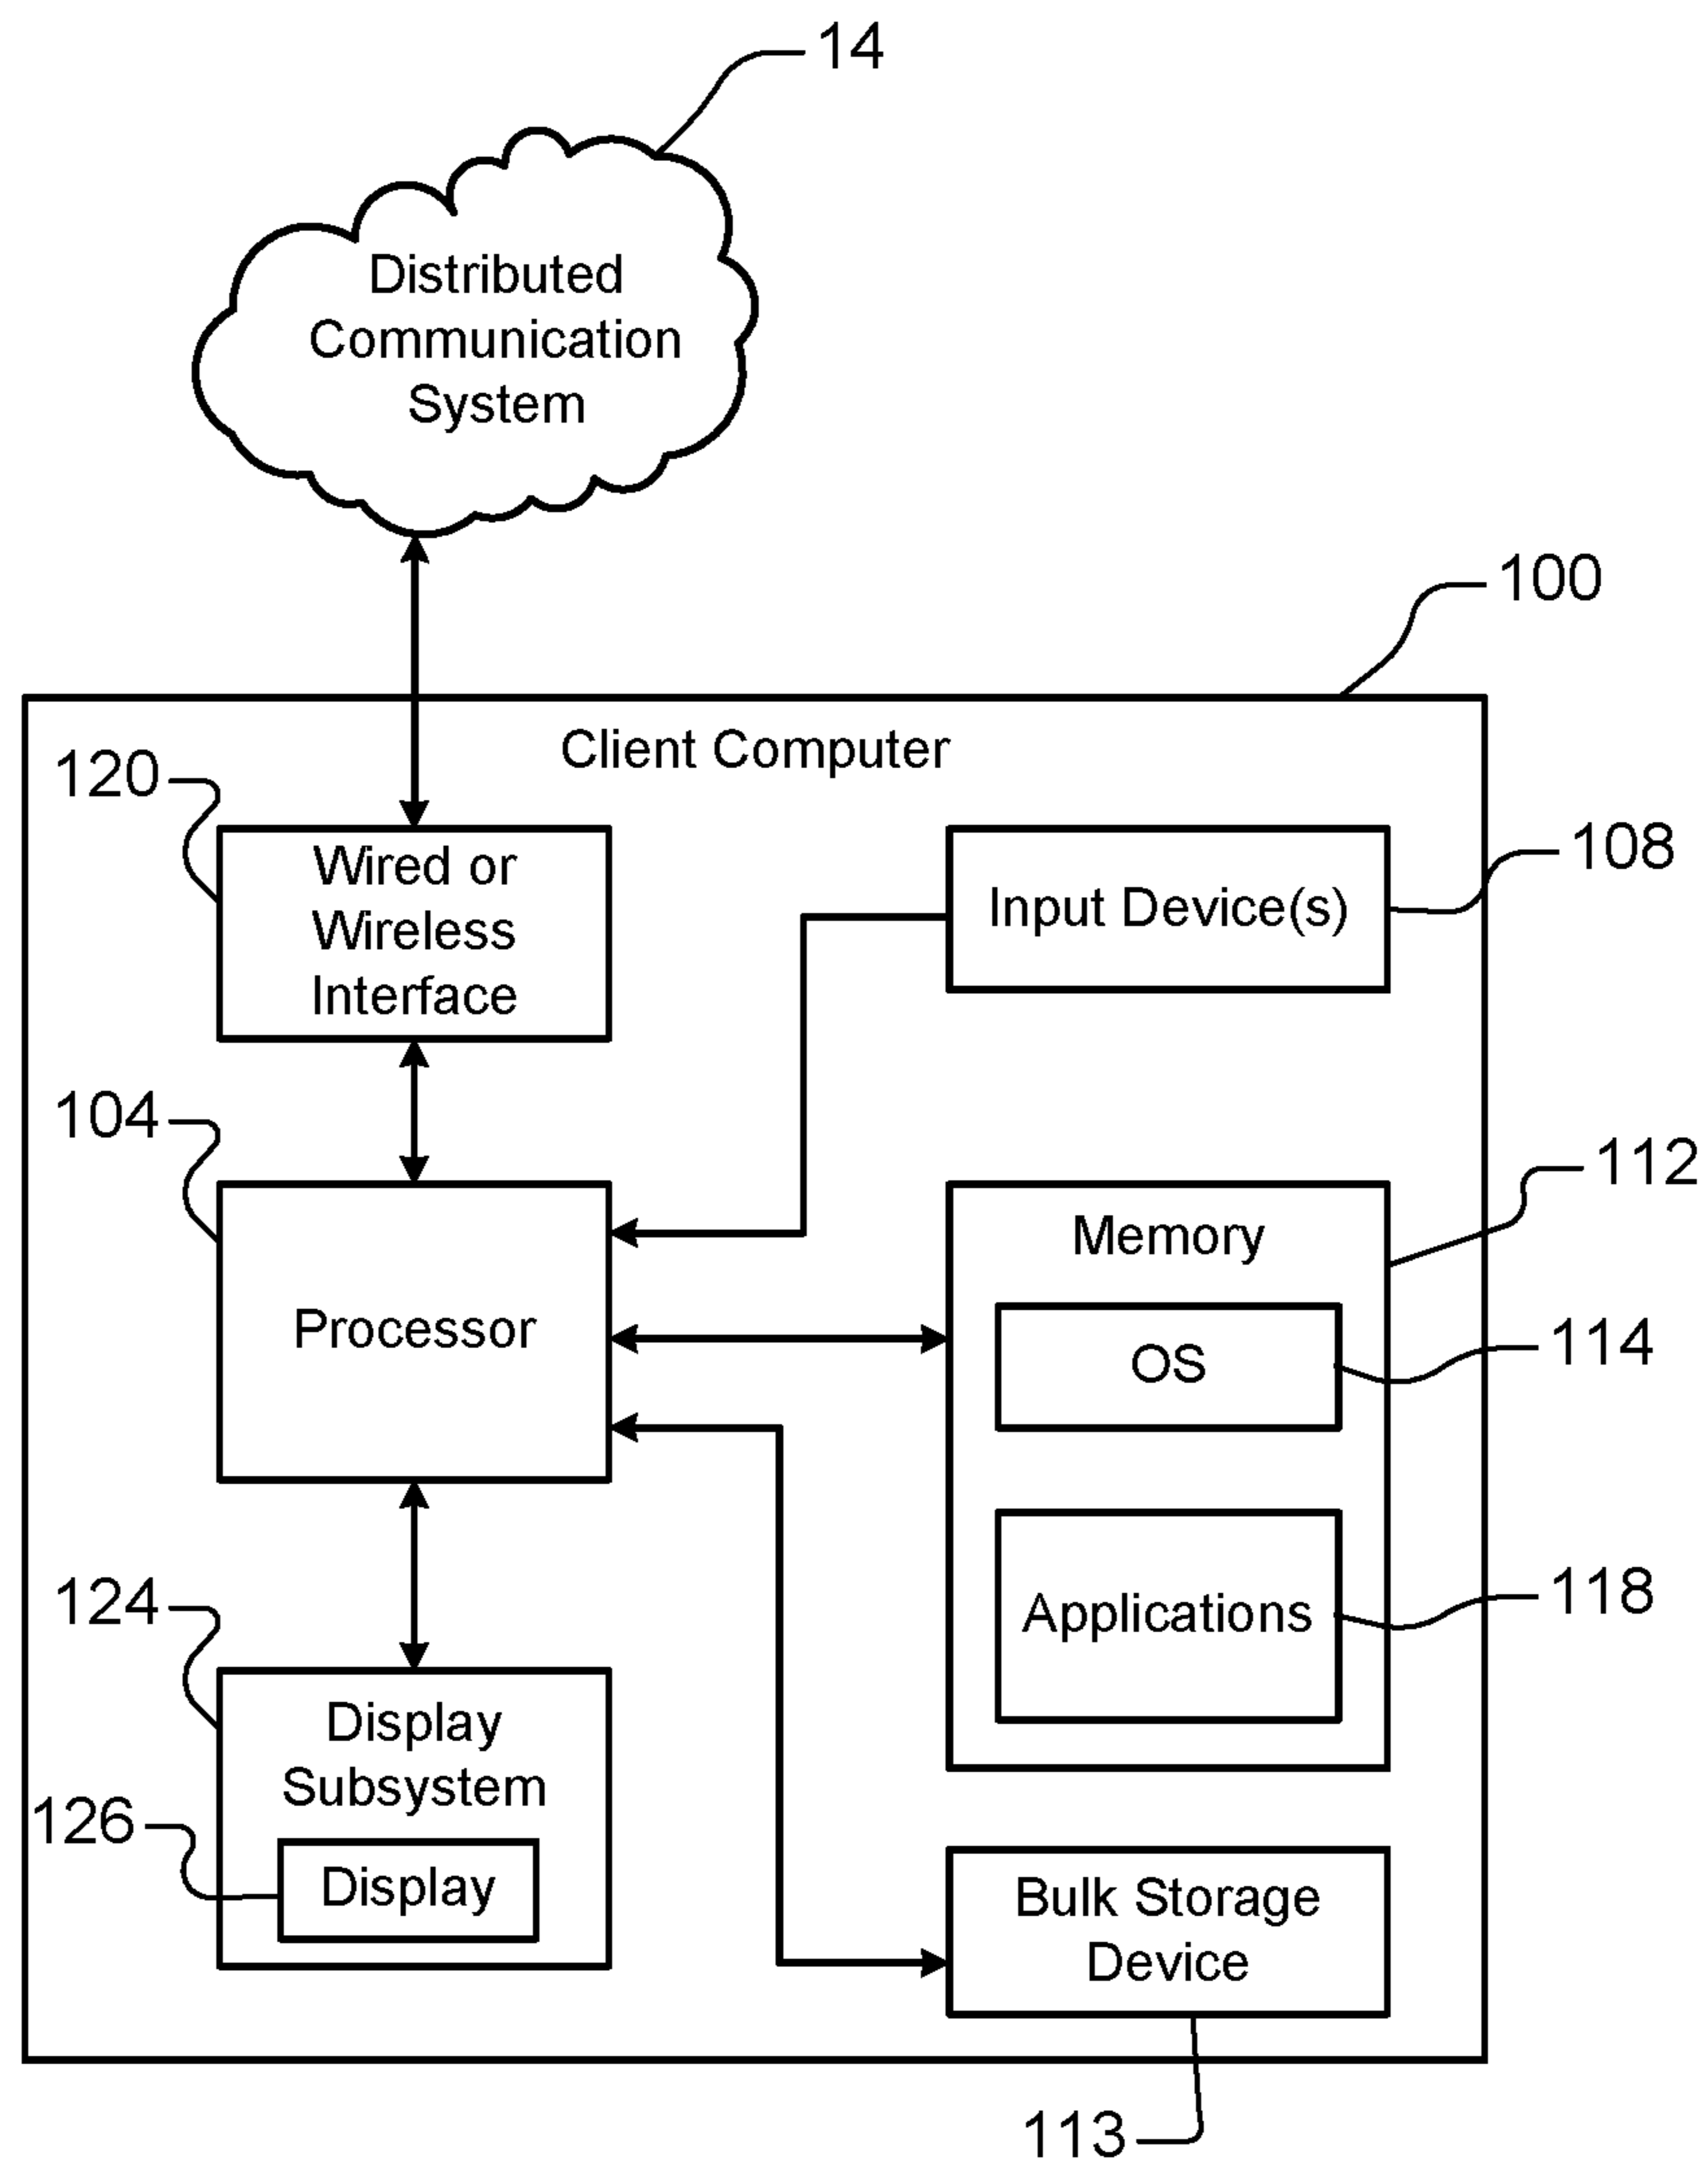 14
Distributed
Communication
System
100
Client Computer
120
Wired or
Wireless
Interface
Input Device(s)
108
104
Processor
Memory
112
OS
114
Applications
118
124
Display
Subsystem
126
Display
Bulk Storage
Device
113